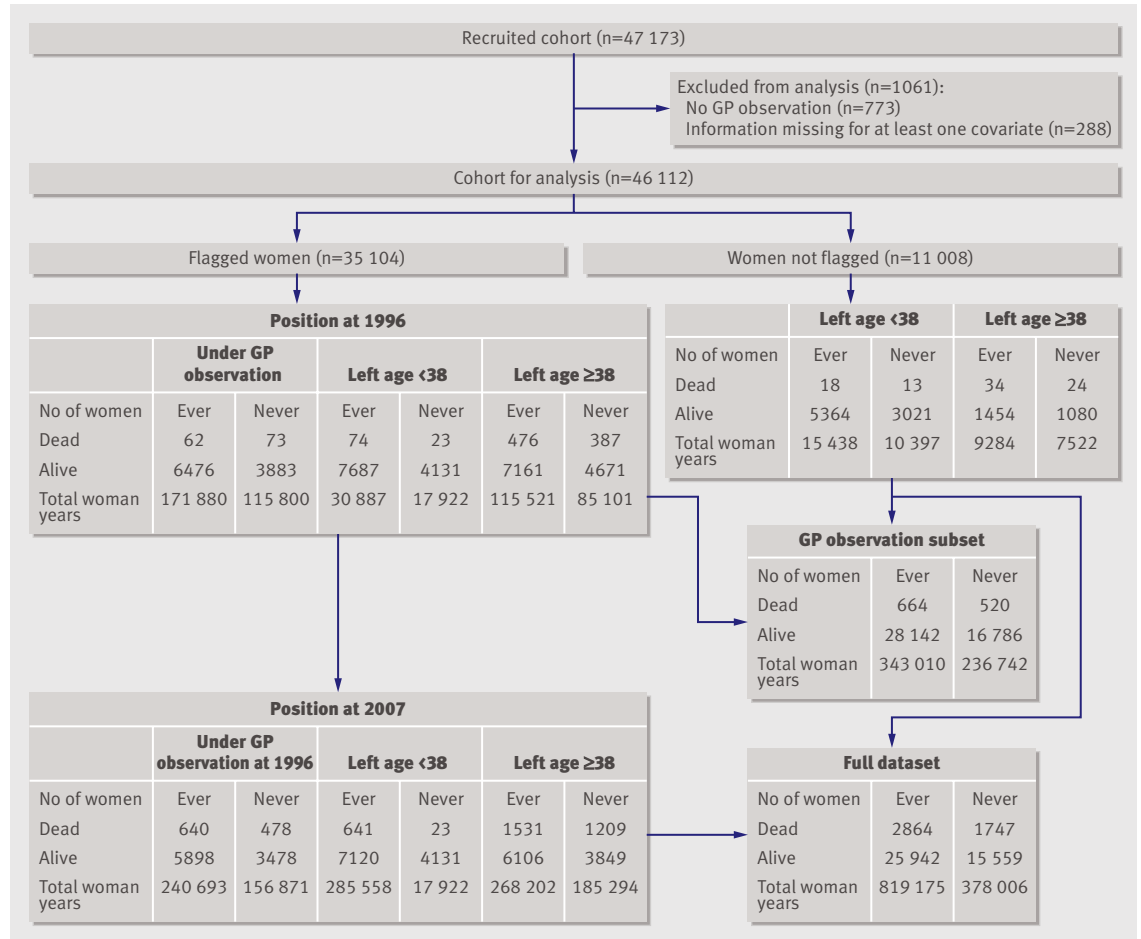 Recruited cohort (n=47 173)
Excluded from analysis (n=1061):
No GP observation (n=773)
Information missing for at least one covariate (n=288)
Cohort for analysis (n=46 112)
Flagged women (n=35 104)
Women not flagged (n=11 008)
Position at 1996
Under GP
observation Left age <38 Left age ≥38
No of women Ever Never Ever Never Ever Never
Dead 62 73 74 23 476 387
Alive 6476 3883 7687 4131 7161 4671
Total woman 171 880 115 800 30 887 17 922 115 521 85 101
years
Left age <38 Left age ≥38
No of women Ever Never Ever Never
Dead 18 13 34 24
Alive 5364 3021 1454 1080
Total woman 15 438 10 397 9284 7522
years
GP observation subset
No of women Ever Never
Dead 664 520
Alive 28 142 16 786
Total woman 343 010 236 742
years
Position at 2007
Under GP
observation at 1996 Left age <38 Left age ≥38
No of women Ever Never Ever Never Ever Never
Dead 640 478 641 23 1531 1209
Alive 5898 3478 7120 4131 6106 3849
Total woman 240 693 156 871 285 558 17 922 268 202 185 294
years
Full dataset
No of women Ever Never
Dead 2864 1747
Alive 25 942 15 559
Total woman 819 175 378 006
years